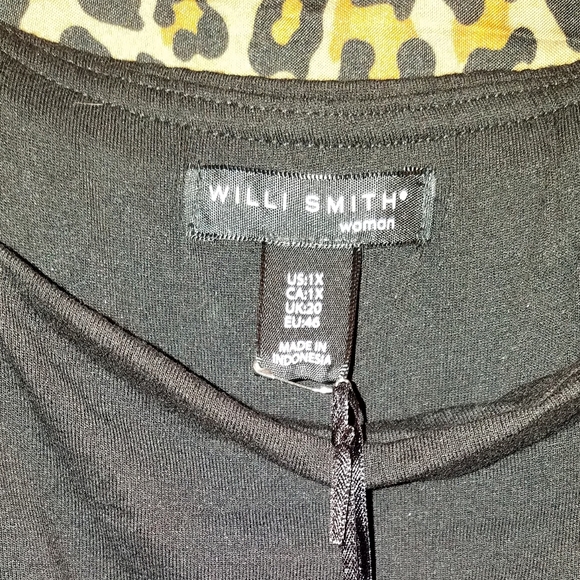 WILLI SMITH®
woman
US:1X
CA:1X
UK:20
EU:46
MADE IN
INDONESIA